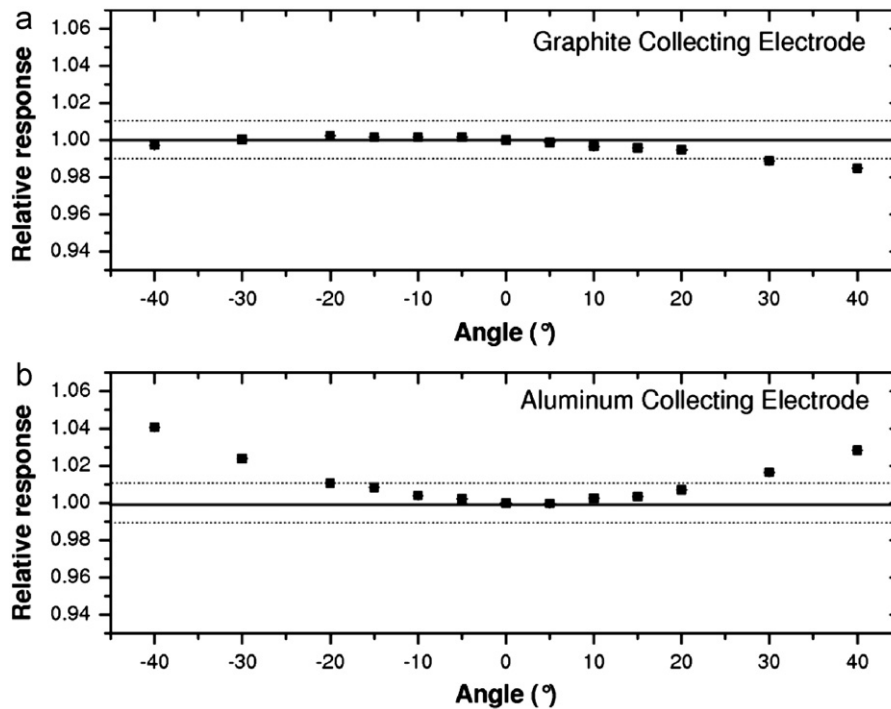 a
Graphite Collecting Electrode
Relative response
1.06
1.04
1.02
1.00
0.98
0.96
0.94
-40 -30 -20 -10 0 10 20 30 40
Angle (°)
b
Aluminum Collecting Electrode
Relative response
1.06
1.04
1.02
1.00
0.98
0.96
0.94
-40 -30 -20 -10 0 10 20 30 40
Angle (°)